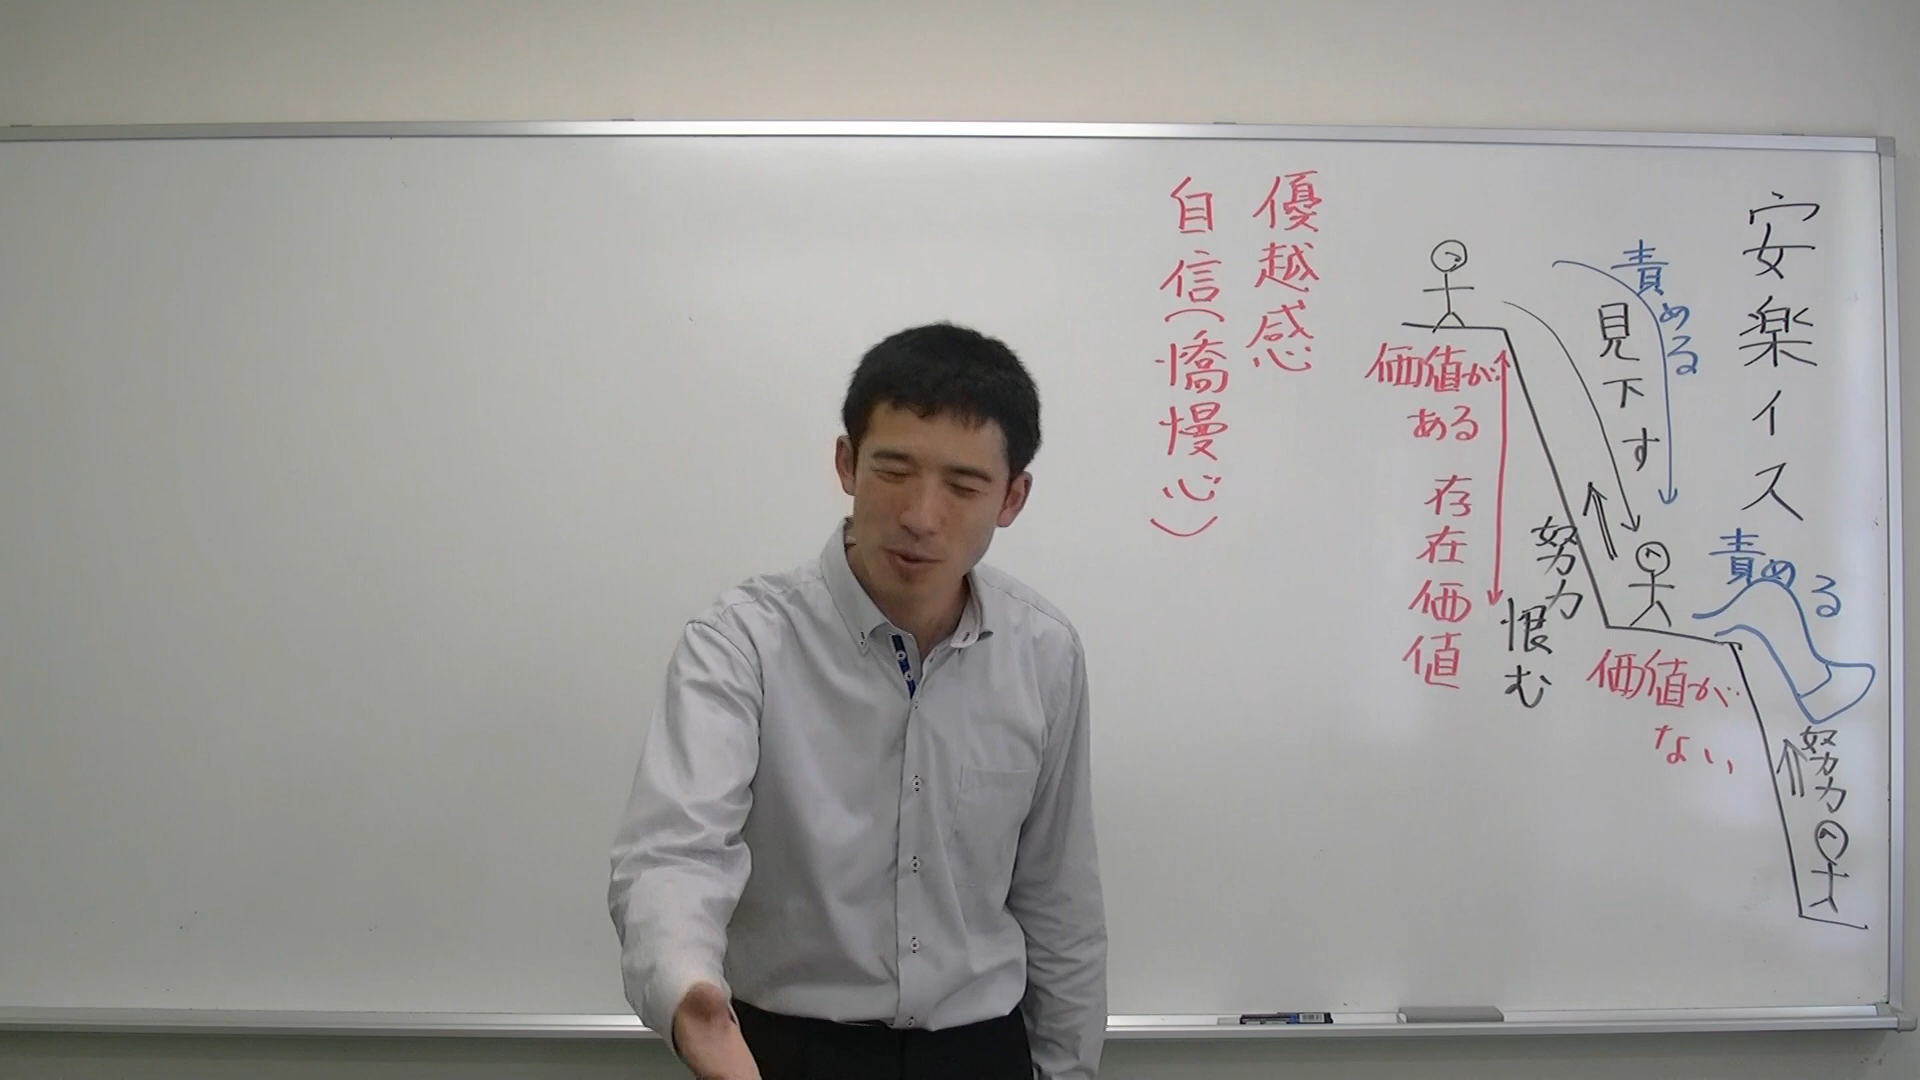 安楽イス
責める
見下す
価値が
ある
存在価値
努力
恨む
価値が
ない
責める
努力
優越感
自信(憍慢心)